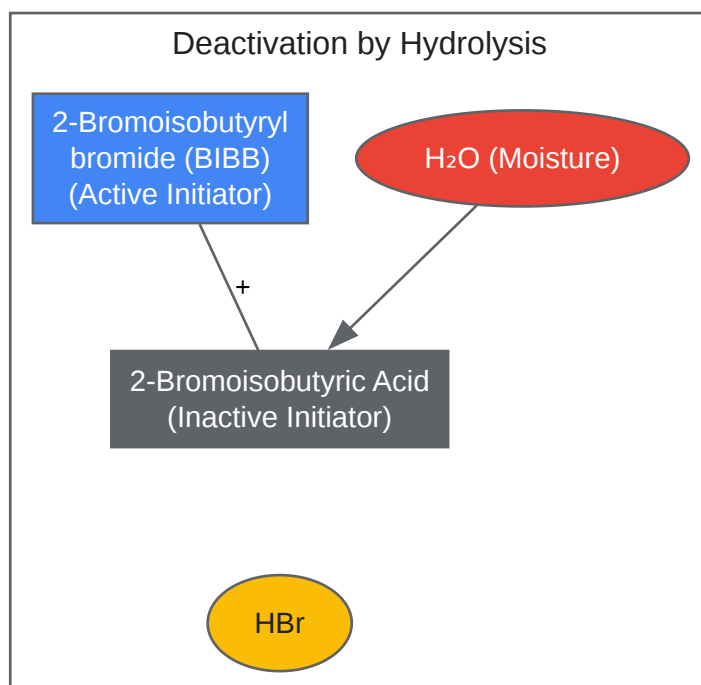 Deactivation by Hydrolysis
2-Bromoisobutyryl
bromide (BIBB)
(Active Initiator)
H₂O (Moisture)
+
2-Bromoisobutyric Acid
(Inactive Initiator)
HBr